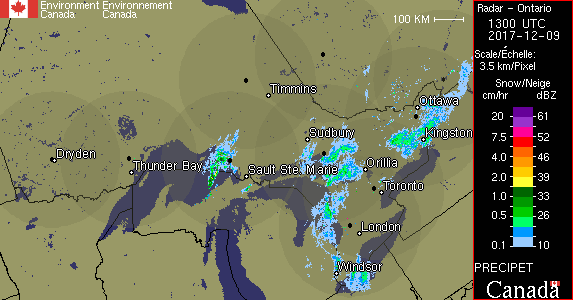 Environment Environnement
Canada Canada
Radar - Ontario
1300 UTC
2017-12-09
100 KM
Scale/Échelle:
3.5 km/Pixel
Snow/Neige
cm/hr dBZ
20 61
7.5 52
4.0 46
2.0 39
1.0 33
0.5 26
0.1 10
Timmins
Ottawa
Sudbury
Kingston
Dryden
Thunder Bay
Sault Ste. Marie
Orillia
Toronto
London
Windsor
PRECIPET
Canada